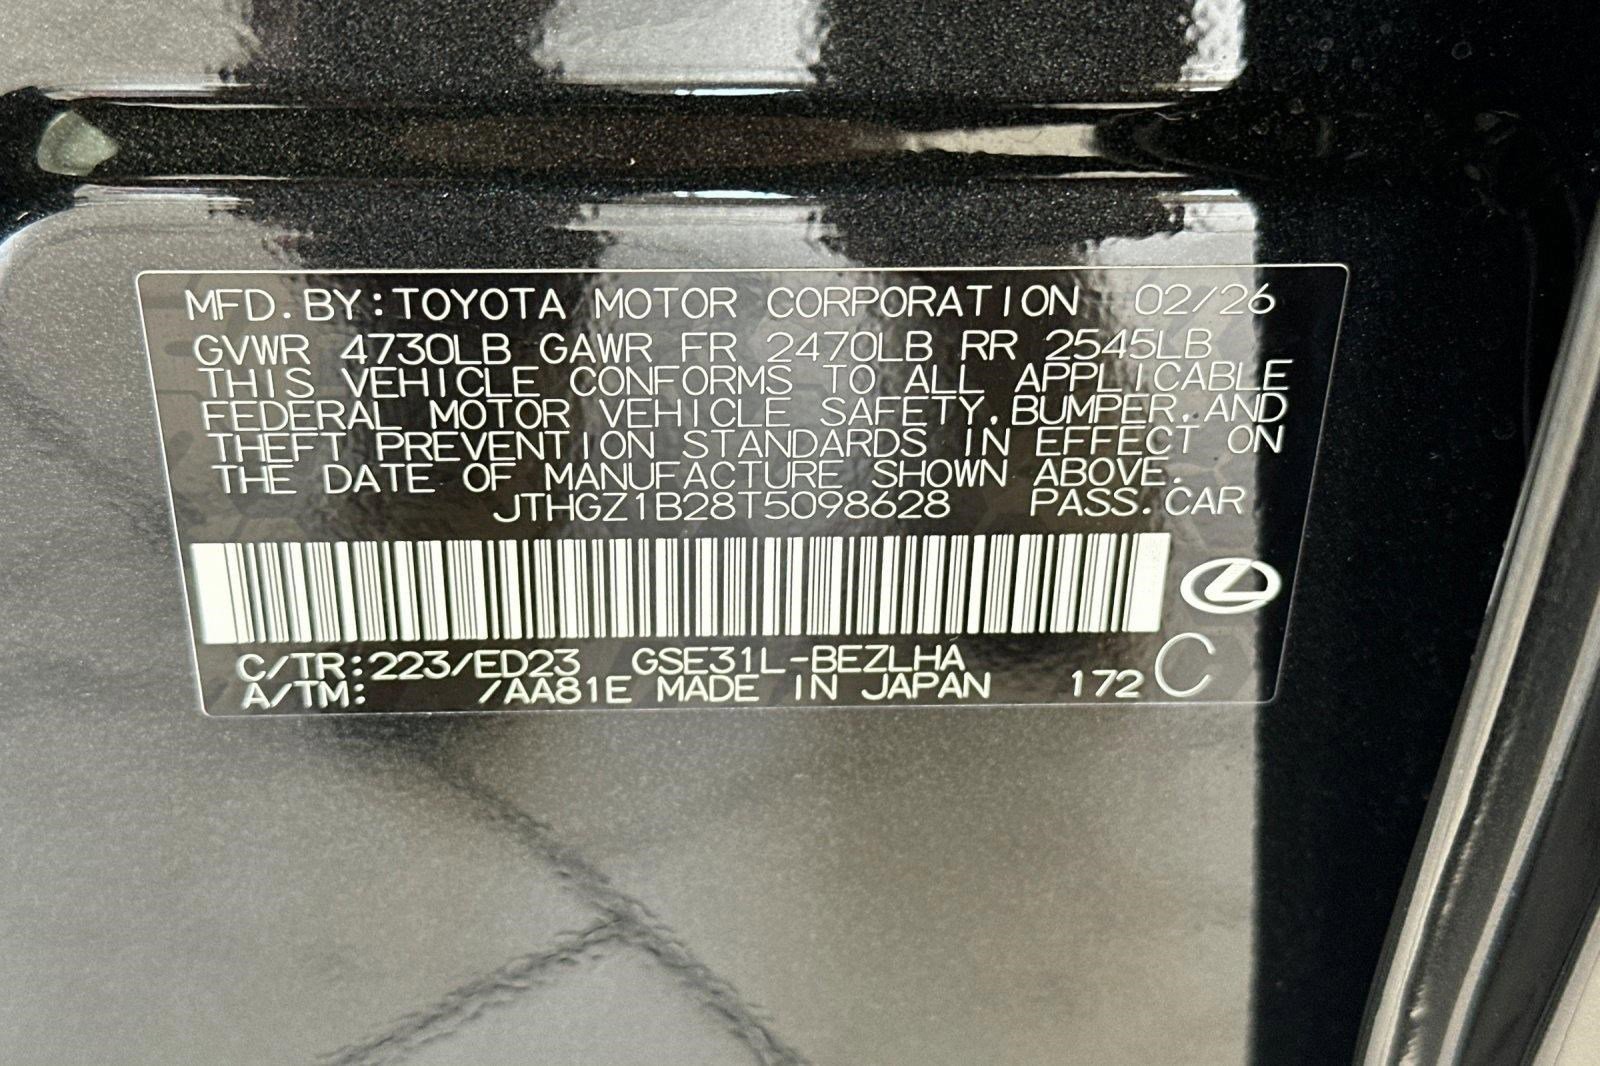 MFD. BY: TOYOTA MOTOR CORPORATION 02/26
GVWR 4730LB GAWR FR 2470LB RR 2545LB
THIS VEHICLE CONFORMS TO ALL APPLICABLE
FEDERAL MOTOR VEHICLE SAFETY, BUMPER, AND
THEFT PREVENTION STANDARDS IN EFFECT ON
THE DATE OF MANUFACTURE SHOWN ABOVE.
JTHGZ1B28T5098628 PASS. CAR
C/TR: 223/ED23 GSE31L-BEZLHA
A/TM: /AA81E MADE IN JAPAN 172 C